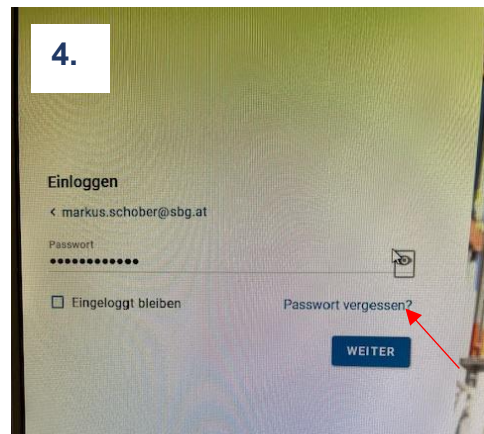 4.
Einloggen
< markus.schober@sbg.at
Passwort
••••••••••••
Eingeloggt bleiben
Passwort vergessen?
WEITER